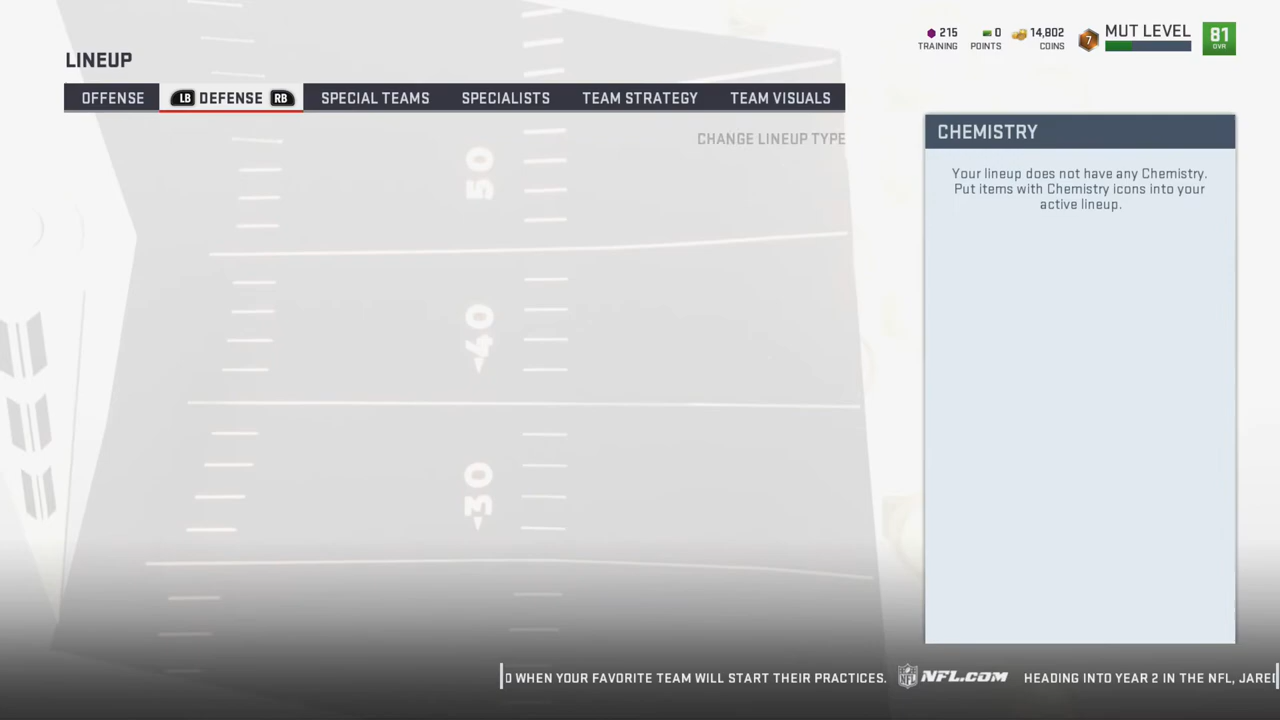 215
TRAINING
0
POINTS
14,802
COINS
7
MUT LEVEL
81
OVR
LINEUP
OFFENSE
LB DEFENSE RB
SPECIAL TEAMS
SPECIALISTS
TEAM STRATEGY
TEAM VISUALS
CHANGE LINEUP TYPE
CHEMISTRY
Your lineup does not have any Chemistry.
Put items with Chemistry icons into your
active lineup.
50
40
30
WHEN YOUR FAVORITE TEAM WILL START THEIR PRACTICES. NFL NFL.COM HEADING INTO YEAR 2 IN THE NFL,